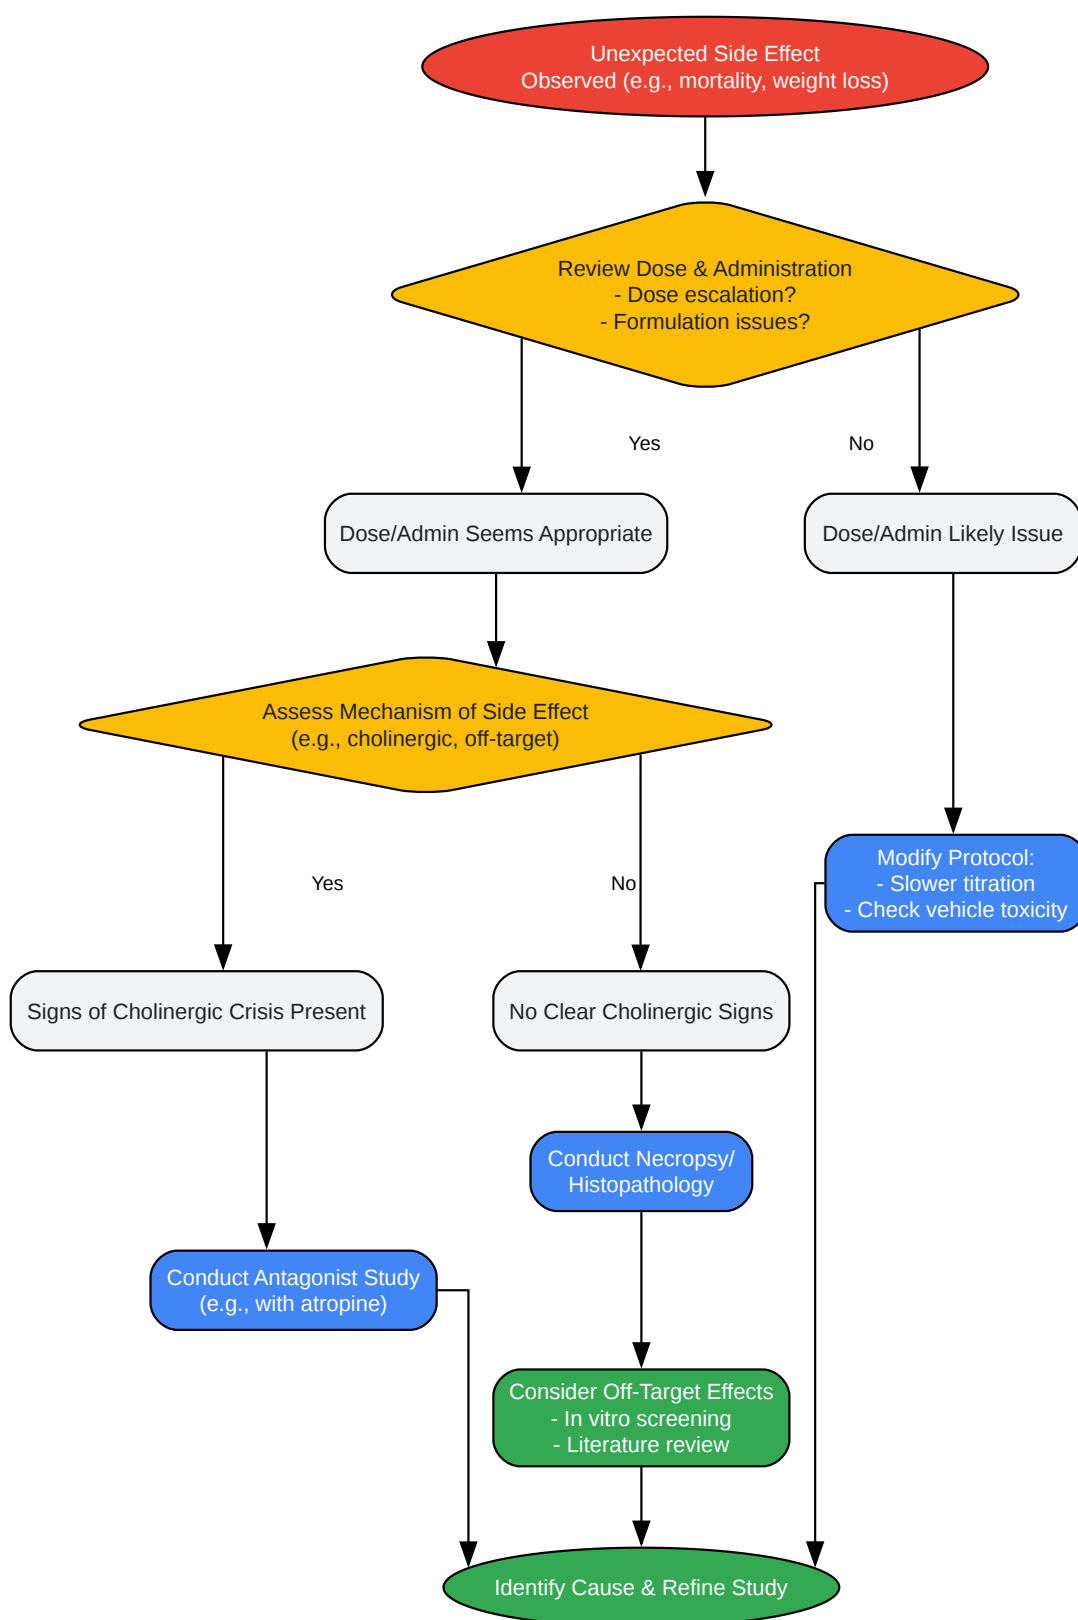 Unexpected Side Effect
Observed (e.g., mortality, weight loss)
Review Dose & Administration
- Dose escalation?
- Formulation issues?
Yes
No
Dose/Admin Seems Appropriate
Dose/Admin Likely Issue
Assess Mechanism of Side Effect
(e.g., cholinergic, off-target)
Modify Protocol:
- Slower titration
- Check vehicle toxicity
Yes
No
Signs of Cholinergic Crisis Present
No Clear Cholinergic Signs
Conduct Necropsy/
Histopathology
Conduct Antagonist Study
(e.g., with atropine)
Consider Off-Target Effects
- In vitro screening
- Literature review
Identify Cause & Refine Study